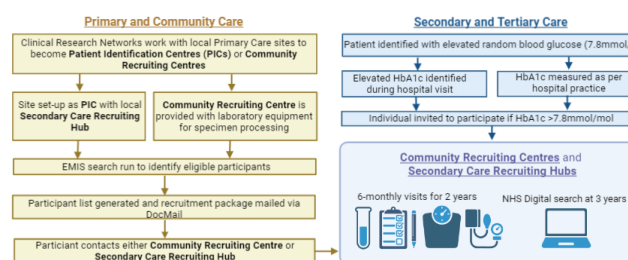 Primary and Community Care
Clinical Research Networks work with local Primary Care sites to
become Patient Identification Centres (PICs) or Community
Recruiting Centres
Site set-up as PIC with local
Secondary Care Recruiting
Hub
Community Recruiting Centre is
provided with laboratory equipment
for specimen processing
EMIS search run to identify eligible participants
Participant list generated and recruitment package mailed via
DocMail
Particiant contacts either Community Recruiting Centre or
Secondary Care Recruiting Hub
Secondary and Tertiary Care
Patient identified with elevated random blood glucose (7.8mmol/
Elevated HbA1c identified
during hospital visit
HbA1c measured as per
hospital practice
Individual invited to participate if HbA1c >7.8mmol/mol
Community Recruiting Centres and
Secondary Care Recruiting Hubs
6-monthly visits for 2 years
NHS Digital search at 3 years